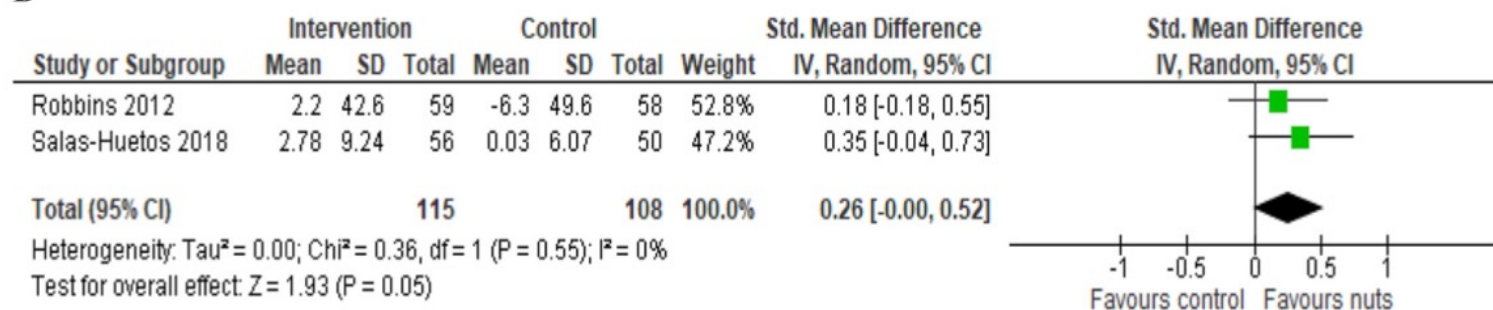 Intervention Control Std. Mean Difference Std. Mean Difference
Study or Subgroup Mean SD Total Mean SD Total Weight IV, Random, 95% CI IV, Random, 95% CI
Robbins 2012 2.2 42.6 59 -6.3 49.6 58 52.8% 0.18 [-0.18, 0.55]
Salas-Huetos 2018 2.78 9.24 56 0.03 6.07 50 47.2% 0.35 [-0.04, 0.73]
Total (95% CI) 115 108 100.0% 0.26 [-0.00, 0.52]
Heterogeneity: Tau² = 0.00; Chi² = 0.36, df = 1 (P = 0.55); I² = 0%
Test for overall effect: Z = 1.93 (P = 0.05)
-1 -0.5 0 0.5 1
Favours control Favours nuts